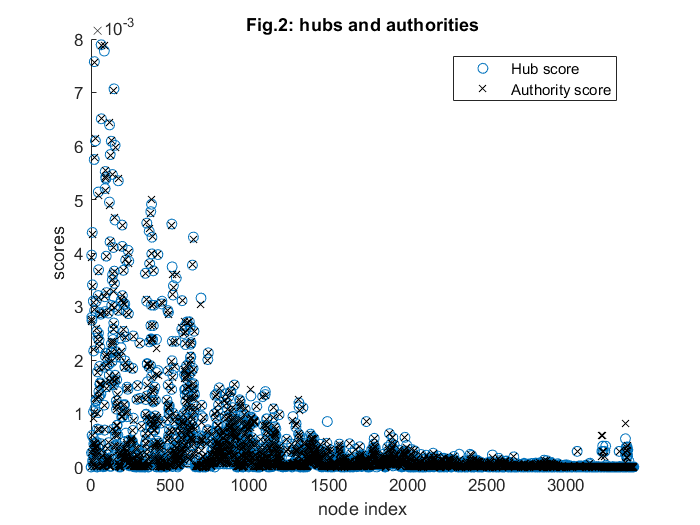 Fig.2: hubs and authorities
×10-3
8
7
6
5
4
3
2
1
0
scores
Hub score
Authority score
0 500 1000 1500 2000 2500 3000
node index